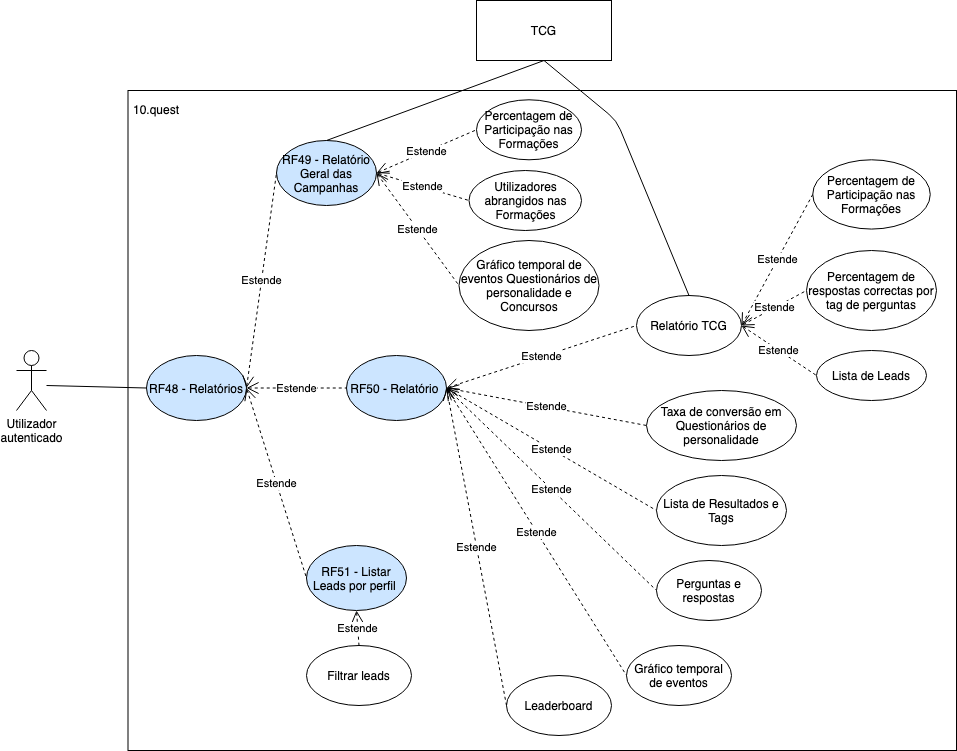 TCG
10.quest
Percentagem de
Participação nas
Formações
Estende
RF49 - Relatório
Geral das
Campanhas
Estende
Utilizadores
abrangidos nas
Formações
Estende
Gráfico temporal de
eventos Questionários de
personalidade e
Concursos
Percentagem de
Participação nas
Formações
Estende
Percentagem de
respostas correctas por
tag de perguntas
Estende
Relatório TCG
Estende
Lista de Leads
Estende
Estende
Utilizador
autenticado
RF48 - Relatórios
Estende
RF50 - Relatório
Estende
Taxa de conversão em
Questionários de
personalidade
Estende
Lista de Resultados e
Tags
Estende
Perguntas e
respostas
Estende
Gráfico temporal
de eventos
Estende
Leaderboard
Estende
RF51 - Listar
Leads por perfil
Estende
Filtrar leads